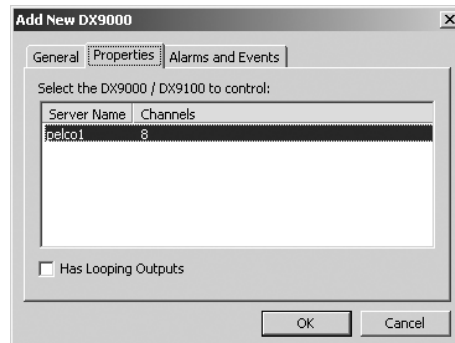 Add New DX9000
General Properties Alarms and Events
Select the DX9000 / DX9100 to control:
Server Name Channels
pelco1 8
Has Looping Outputs
OK Cancel